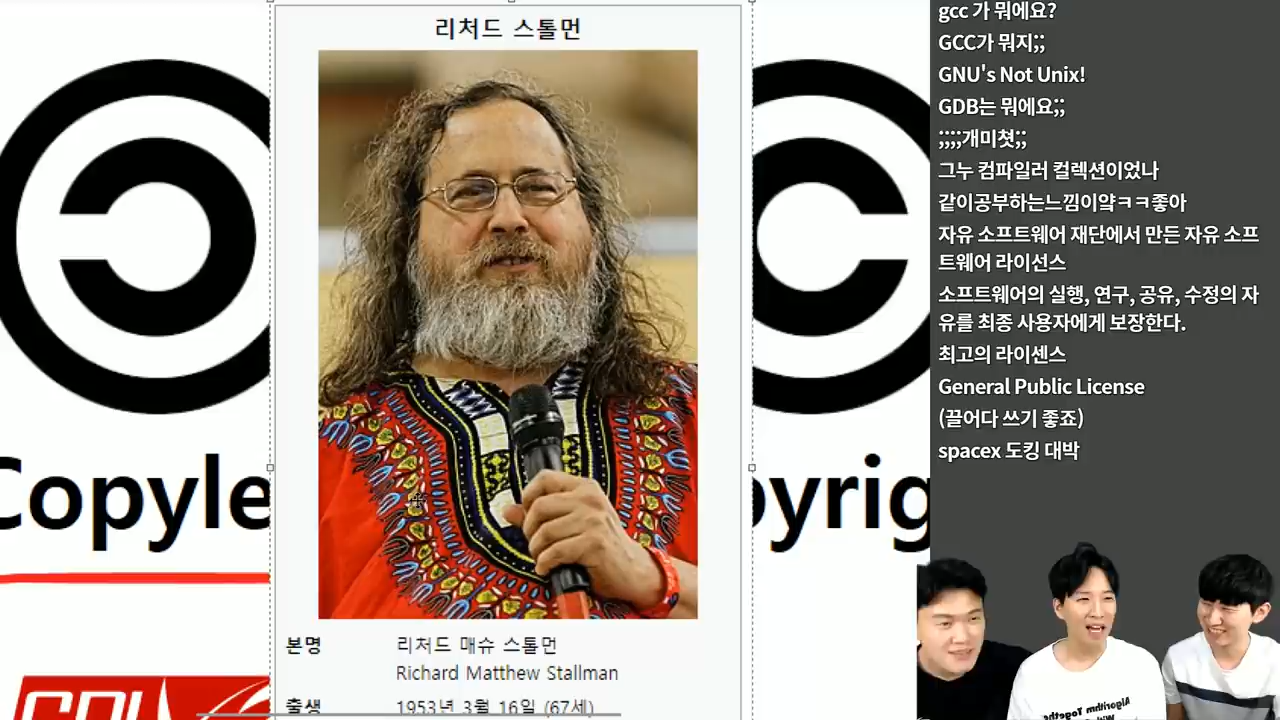 리처드 스톨먼
Copyle
pyrig
본명 리처드 매슈 스톨먼
Richard Matthew Stallman
출생 1953년 3월 16일 (67세)
gcc 가 뭐에요?
GCC가 뭐지;;
GNU's Not Unix!
GDB는 뭐에요;;
;;;;개미쳣;;
그누 컴파일러 컬렉션이었나
같이공부하는느낌이약ㅋㅋ좋아
자유 소프트웨어 재단에서 만든 자유 소프
트웨어 라이선스
소프트웨어의 실행, 연구, 공유, 수정의 자
유를 최종 사용자에게 보장한다.
최고의 라이센스
General Public License
(끌어다 쓰기 좋죠)
spacex 도킹 대박